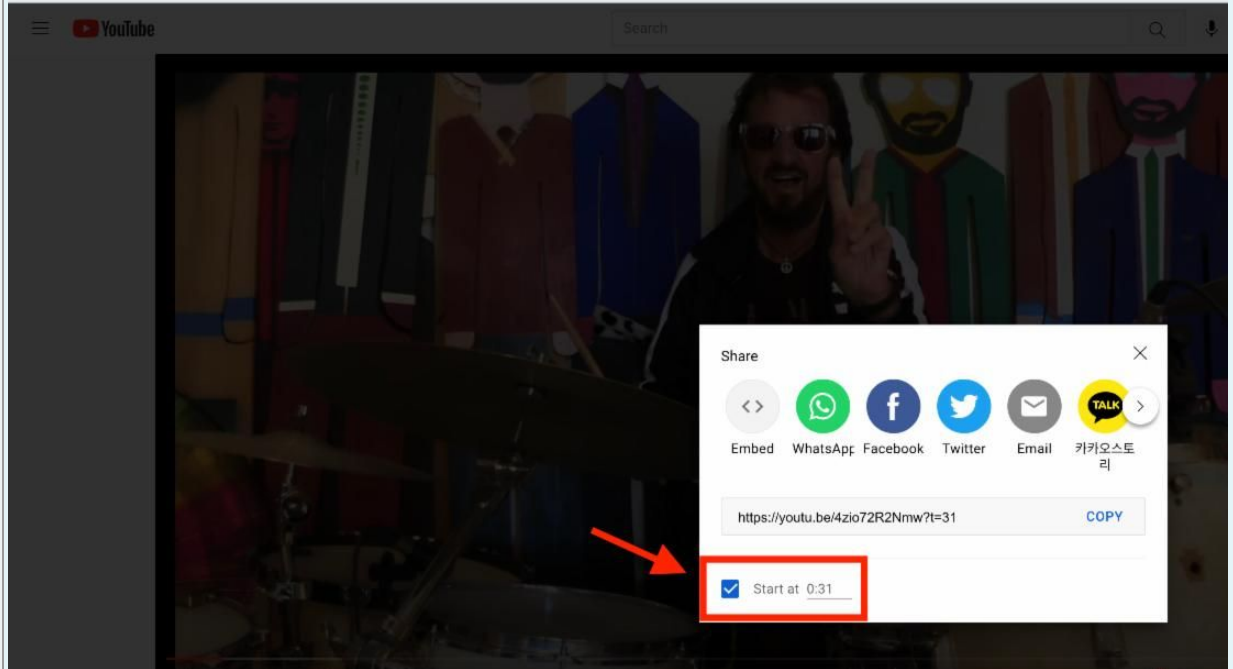 YouTube
Search
Share
TALK
Embed
WhatsApp
Facebook
Twitter
Email
카카오스토
리
https://youtu.be/4zio72R2Nmw?t=31
COPY
Start at 0:31